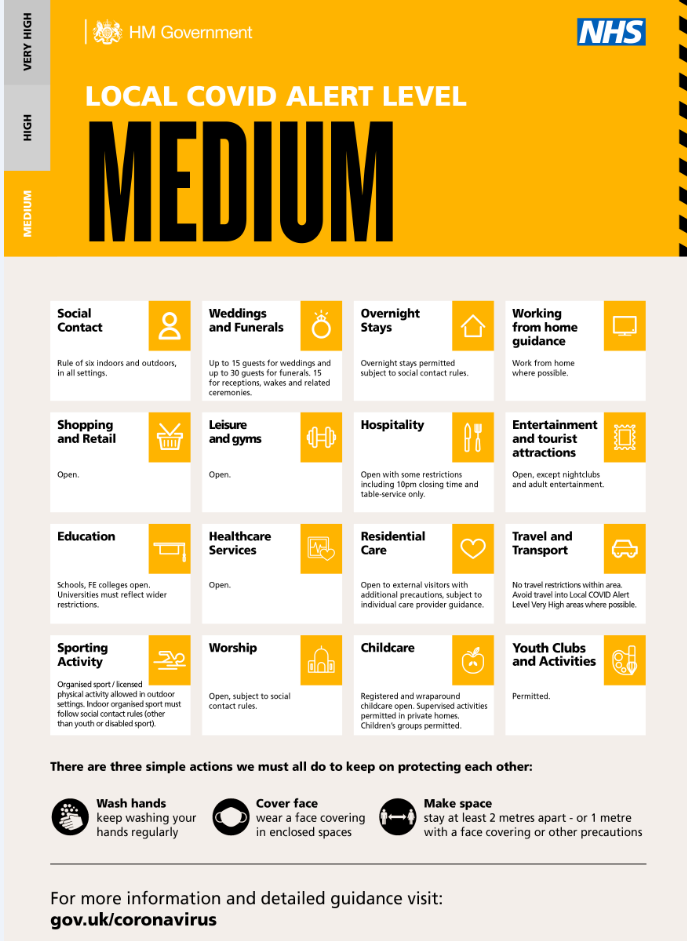 VERY HIGH
HIGH
MEDIUM
HM Government
NHS
LOCAL COVID ALERT LEVEL
MEDIUM
Social
Contact
Rule of six indoors and outdoors,
in all settings.
Weddings
and Funerals
Up to 15 guests for weddings and
up to 30 guests for funerals. 15
for receptions, wakes and related
ceremonies.
Overnight
Stays
Overnight stays permitted
subject to social contact rules.
Working
from home
guidance
Work from home
where possible.
Shopping
and Retail
Open.
Leisure
and gyms
Open.
Hospitality
Open with some restrictions
including 10pm closing time and
table-service only.
Entertainment
and tourist
attractions
Open, except nightclubs
and adult entertainment.
Education
Schools, FE colleges open.
Universities must reflect wider
restrictions.
Healthcare
Services
Open.
Residential
Care
Open to external visitors with
additional precautions, subject to
individual care provider guidance.
Travel and
Transport
No travel restrictions within area.
Avoid travel into Local COVID Alert
Level Very High areas where possible.
Sporting
Activity
Organised sport / licensed
physical activity allowed in outdoor
settings. Indoor organised sport must
follow social contact rules (other
than youth or disabled sport).
Worship
Open, subject to social
contact rules.
Childcare
Registered and wraparound
childcare open. Supervised activities
permitted in private homes.
Children's groups permitted.
Youth Clubs
and Activities
Permitted.
There are three simple actions we must all do to keep on protecting each other:
Wash hands
keep washing your
hands regularly
Cover face
wear a face covering
in enclosed spaces
Make space
stay at least 2 metres apart - or 1 metre
with a face covering or other precautions
For more information and detailed guidance visit:
gov.uk/coronavirus